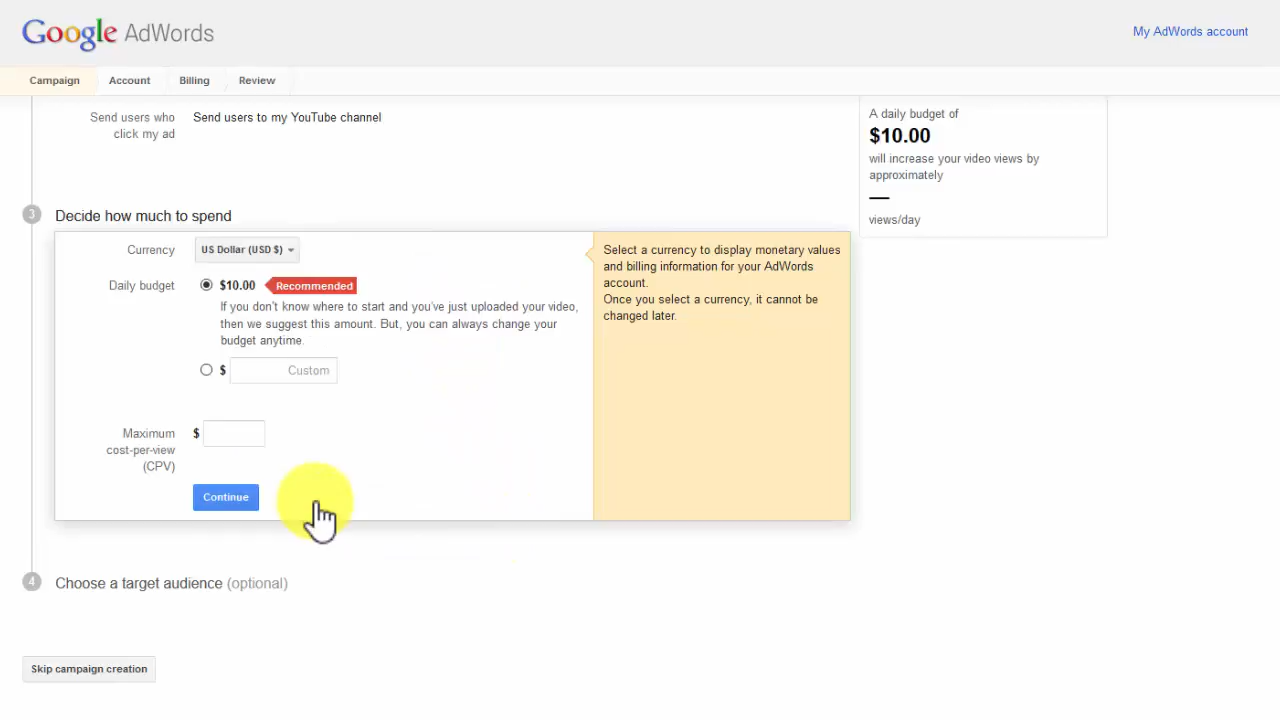 Google AdWords
My AdWords account
Campaign
Account
Billing
Review
Send users who
click my ad
Send users to my YouTube channel
A daily budget of
$10.00
will increase your video views by
approximately
—
views/day
3
Decide how much to spend
Currency
US Dollar (USD $)
Daily budget
$10.00
Recommended
If you don't know where to start and you've just uploaded your video,
then we suggest this amount. But, you can always change your
budget anytime.
$ Custom
Maximum
cost-per-view
(CPV)
$
Continue
Select a currency to display monetary values
and billing information for your AdWords
account.
Once you select a currency, it cannot be
changed later.
4
Choose a target audience (optional)
Skip campaign creation